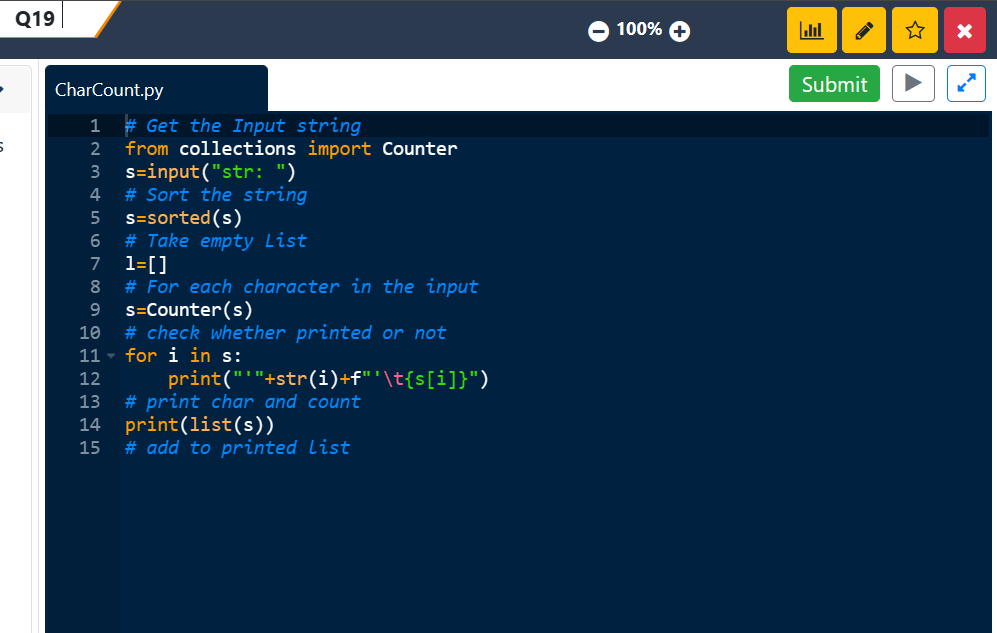 Q19
100%
CharCount.py
Submit
s
1 # Get the Input string
2 from collections import Counter
3 s=input("str: ")
4 # Sort the string
5 s=sorted(s)
6 # Take empty List
7 l=[]
8 # For each character in the input
9 s=Counter(s)
10 # check whether printed or not
11 for i in s:
12     print("'"+str(i)+f"'\t{s[i]}")
13 # print char and count
14 print(list(s))
15 # add to printed list